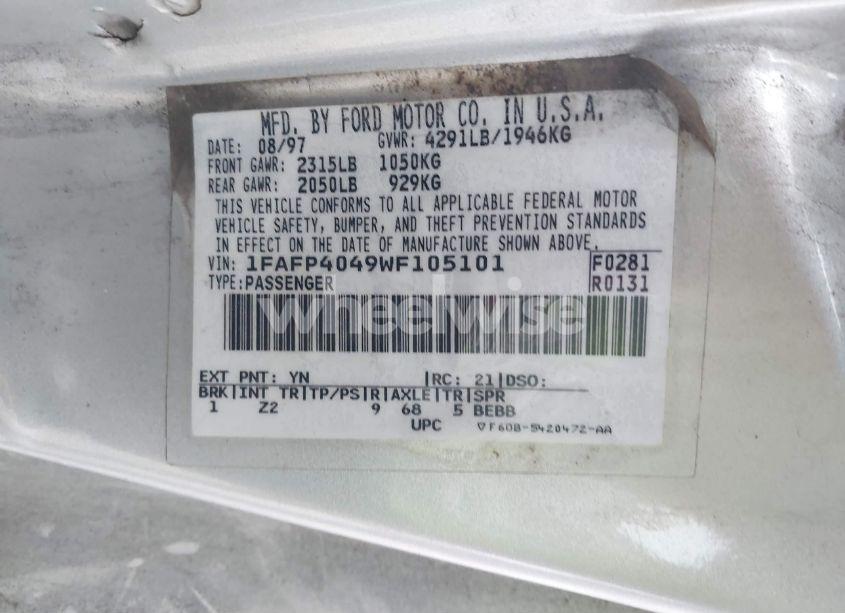 MFD. BY FORD MOTOR CO. IN U.S.A.
DATE: 08/97 GVWR: 4291LB/1946KG
FRONT GAWR: 2315LB 1050KG
REAR GAWR: 2050LB 929KG
THIS VEHICLE CONFORMS TO ALL APPLICABLE FEDERAL MOTOR
VEHICLE SAFETY, BUMPER, AND THEFT PREVENTION STANDARDS
IN EFFECT ON THE DATE OF MANUFACTURE SHOWN ABOVE.
VIN: 1FAFP4049WF105101 F0281
TYPE: PASSENGER R0131
wheelwise
EXT PNT: YN |RC: 21|DSO:
BRK|INT TR|TP/PS|R|AXLE|TR|SPR
1 Z2 9 68 5 BEBB
UPC ▽F60B-5420472-AA